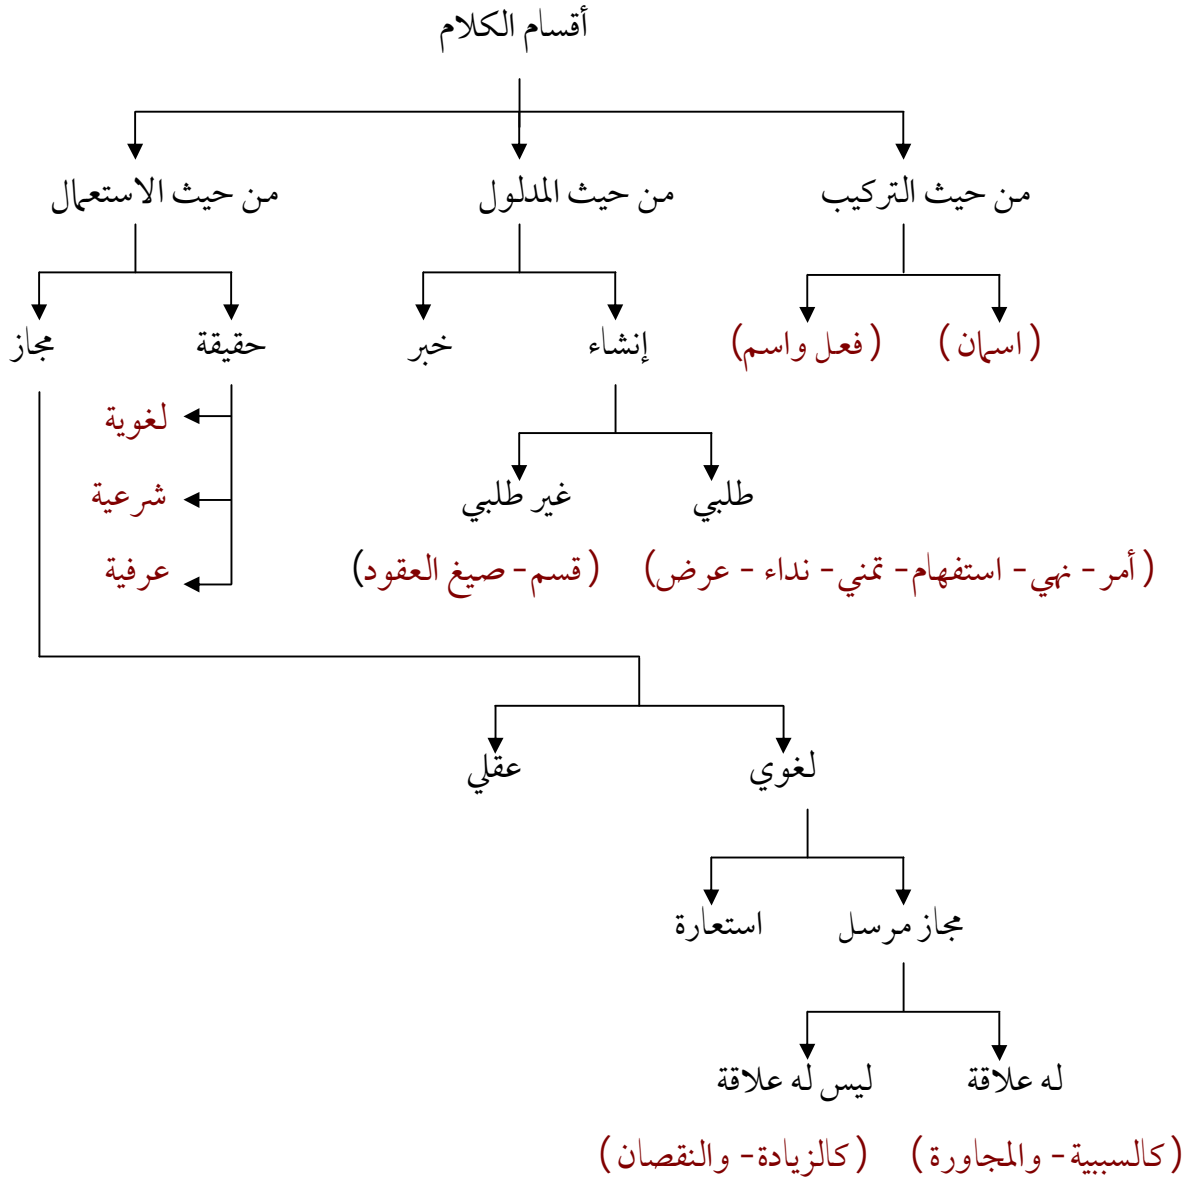 أقسام الكلام
من حيث التركيب من حيث المدلول من حيث الاستعمال
( اسمان ) ( فعل واسم) إنشاء خبر حقيقة مجاز
لغوية
طلبي غير طلبي شرعية
( أمر - نهي - استفهام - تمني - نداء - عرض) ( قسم - صيغ العقود) عرفية
لغوي عقلي
مجاز مرسل استعارة
له علاقة ليس له علاقة
( كالسببية - والمجاورة ) ( كالزيادة - والنقصان )